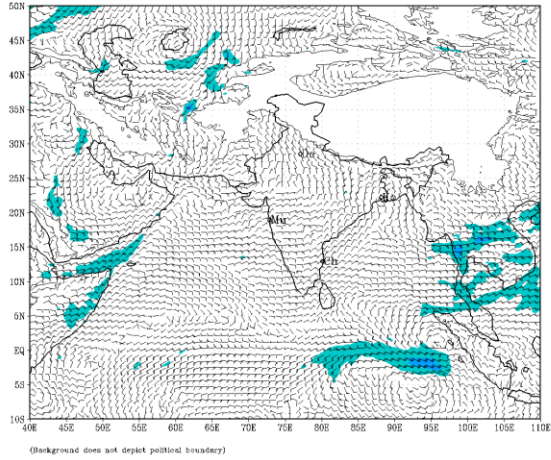 50N
45N
40N
35N
30N
25N
20N
Mu
15N
Ch
10N
5N
EQ
5S
10S
40E 45E 50E 55E 60E 65E 70E 75E 80E 85E 90E 95E 100E 105E 110E
(Background does not depict political boundary)